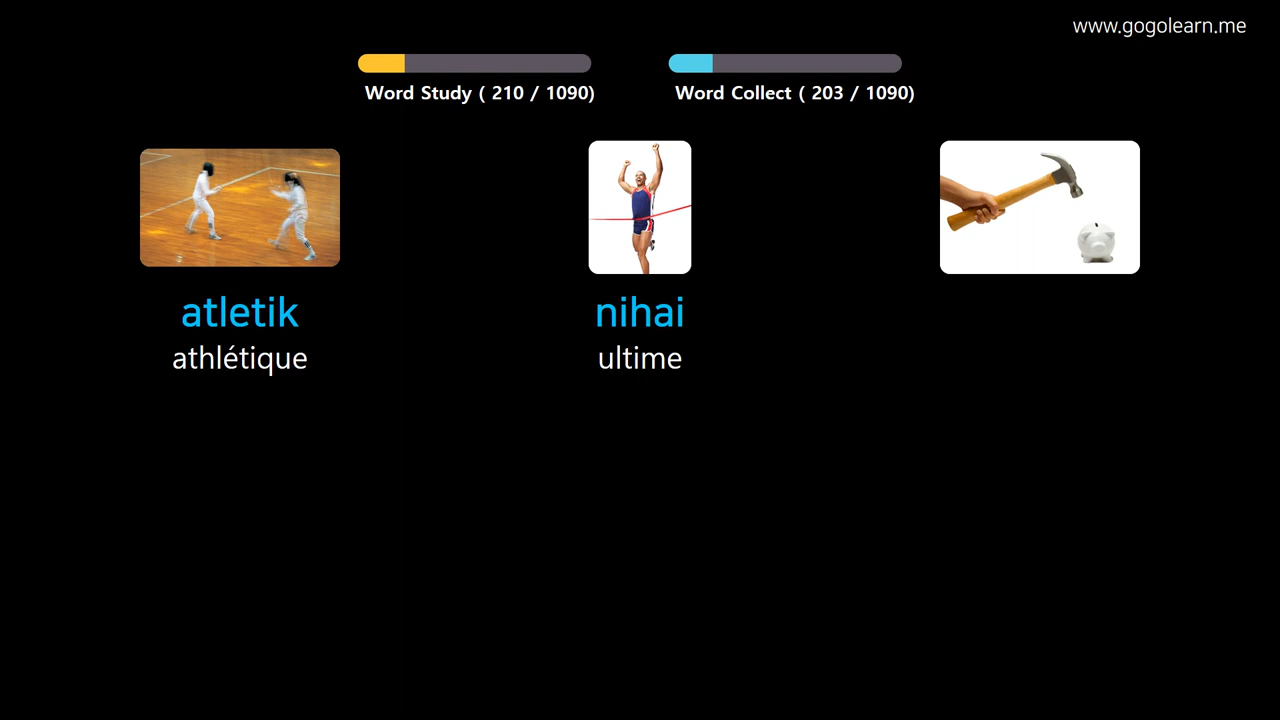 www.gogolearn.me
Word Study ( 210 / 1090)
Word Collect ( 203 / 1090)
atletik
athlétique
nihai
ultime